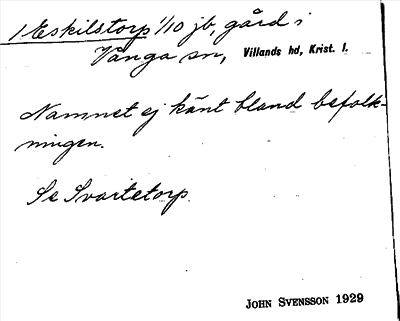 1 Eskilstorp 1/10 jb, gård i
Vånga sn, Villands hd, Krist. l.
Namnet ej känt bland befolk-
ningen.
Se Svartetorp.
JOHN SVENSSON 1929